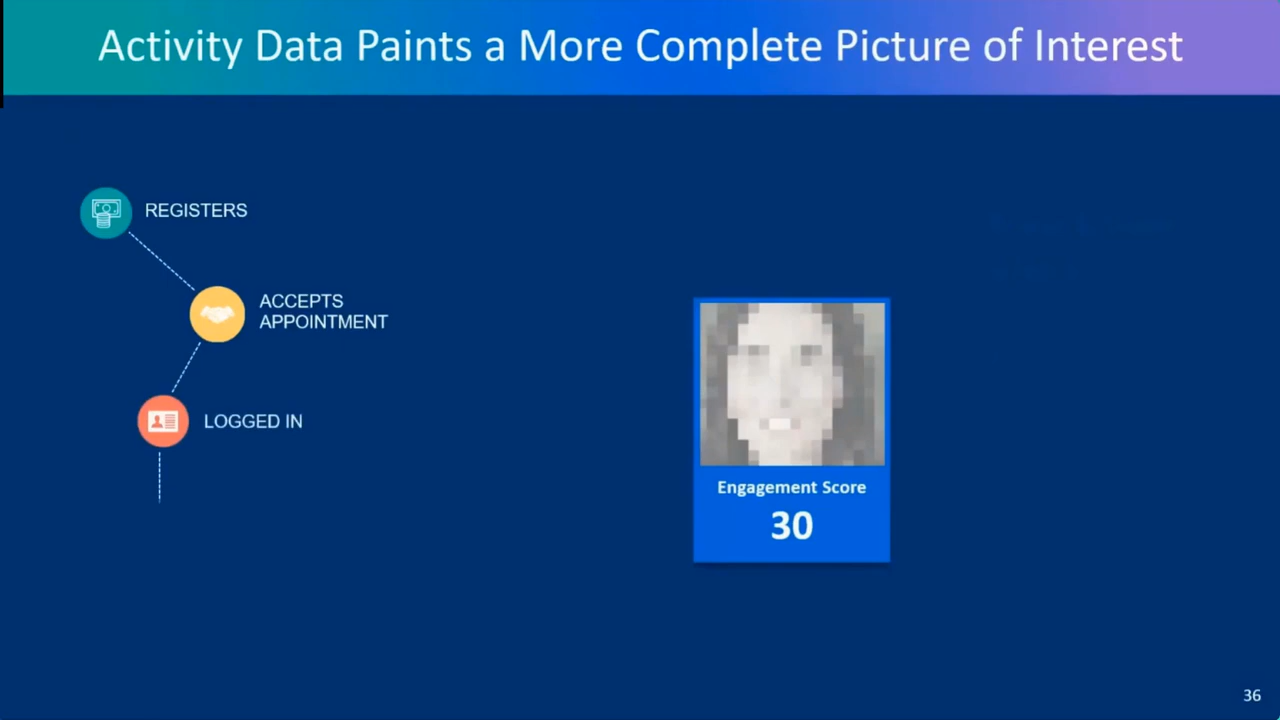 Activity Data Paints a More Complete Picture of Interest
REGISTERS
ACCEPTS
APPOINTMENT
LOGGED IN
Engagement Score
30
36